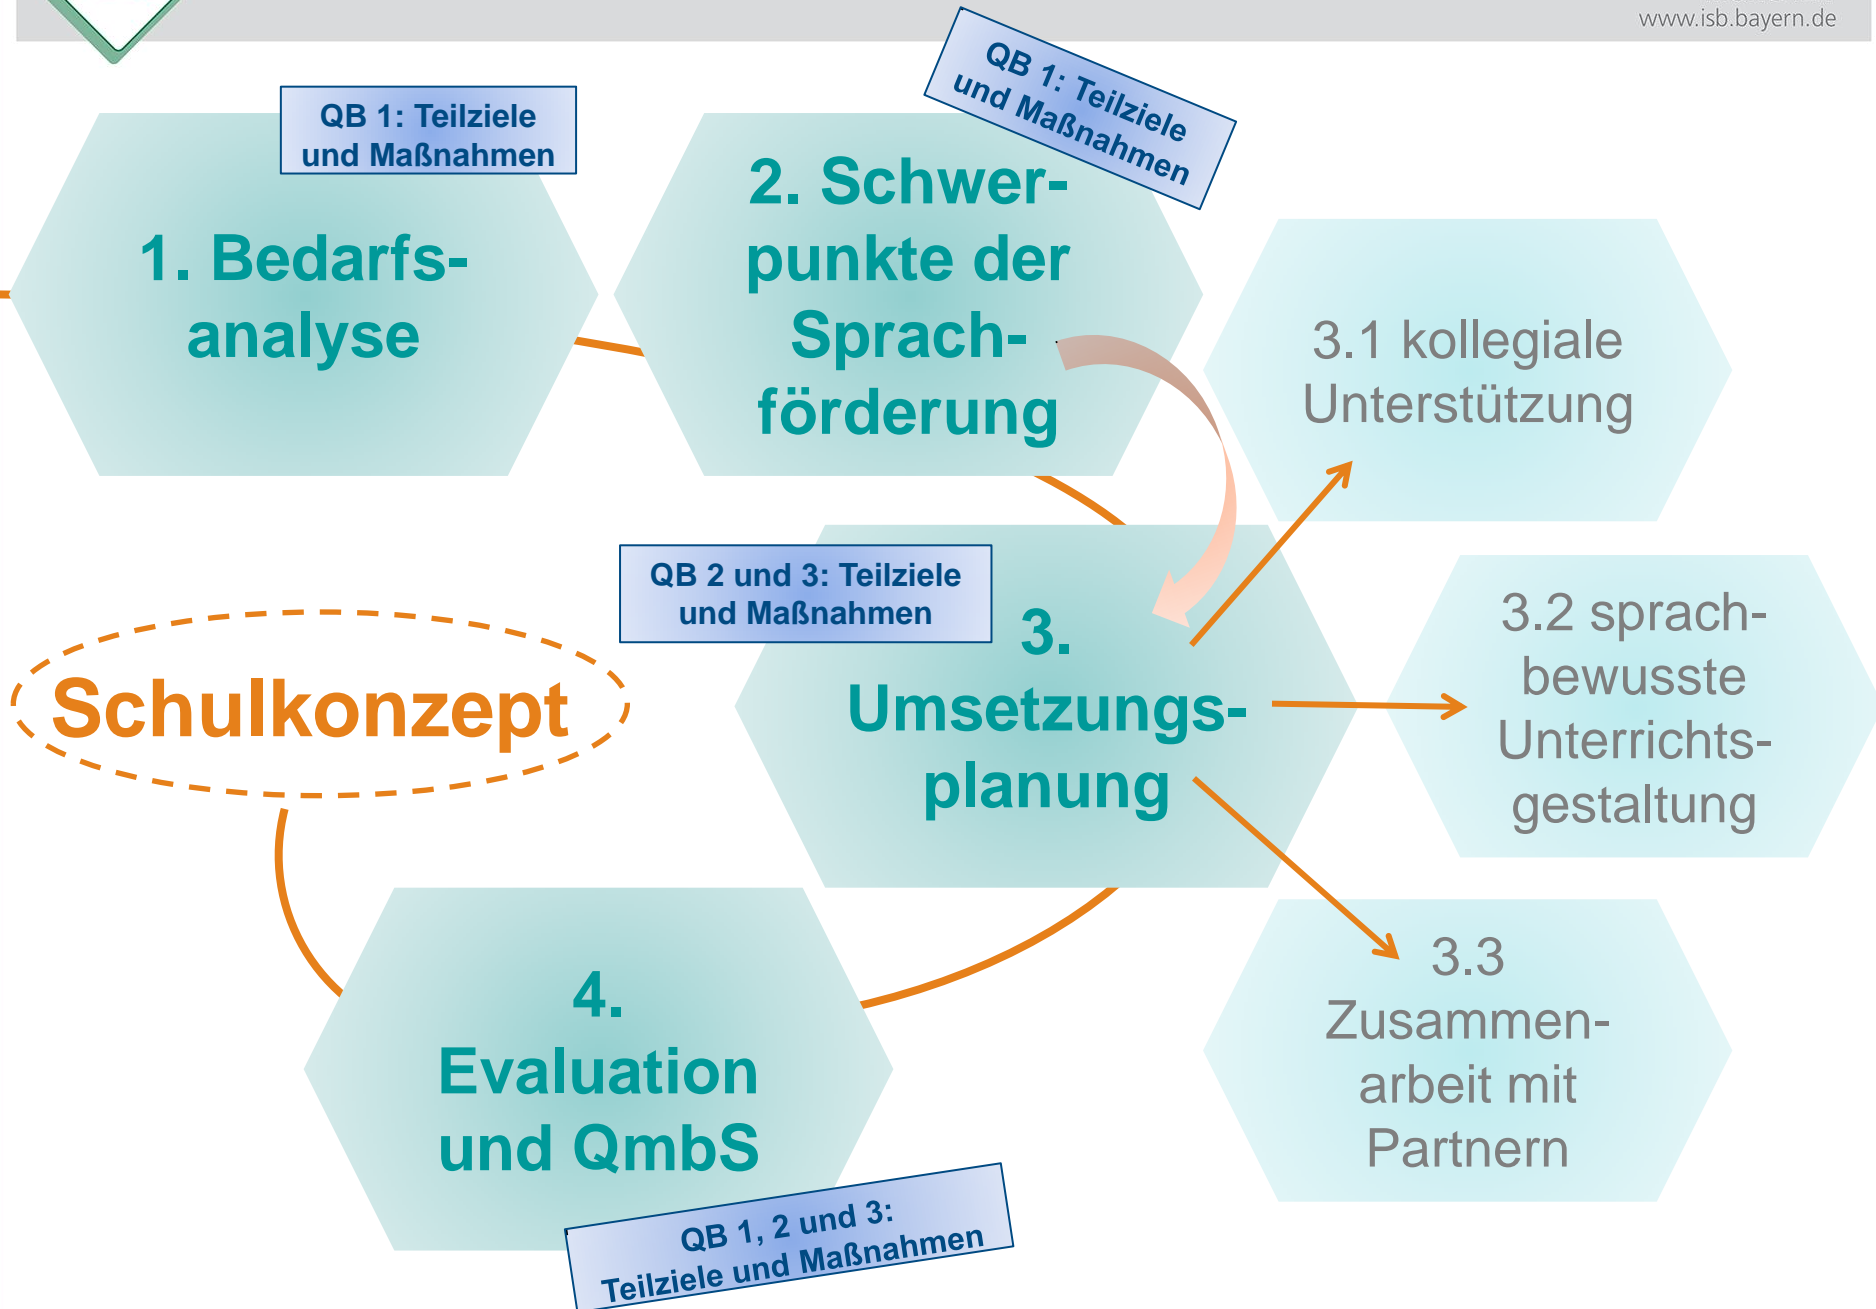 www.isb.bayern.de
QB 1: Teilziele
und Maßnahmen
1. Bedarfs-
analyse
QB 1: Teilziele
und Maßnahmen
2. Schwer-
punkte der
Sprach-
förderung
3.1 kollegiale
Unterstützung
QB 2 und 3: Teilziele
und Maßnahmen
3.
Umsetzungs-
planung
3.2 sprach-
bewusste
Unterrichts-
gestaltung
Schulkonzept
3.3
Zusammen-
arbeit mit
Partnern
4.
Evaluation
und QmbS
QB 1, 2 und 3:
Teilziele und Maßnahmen